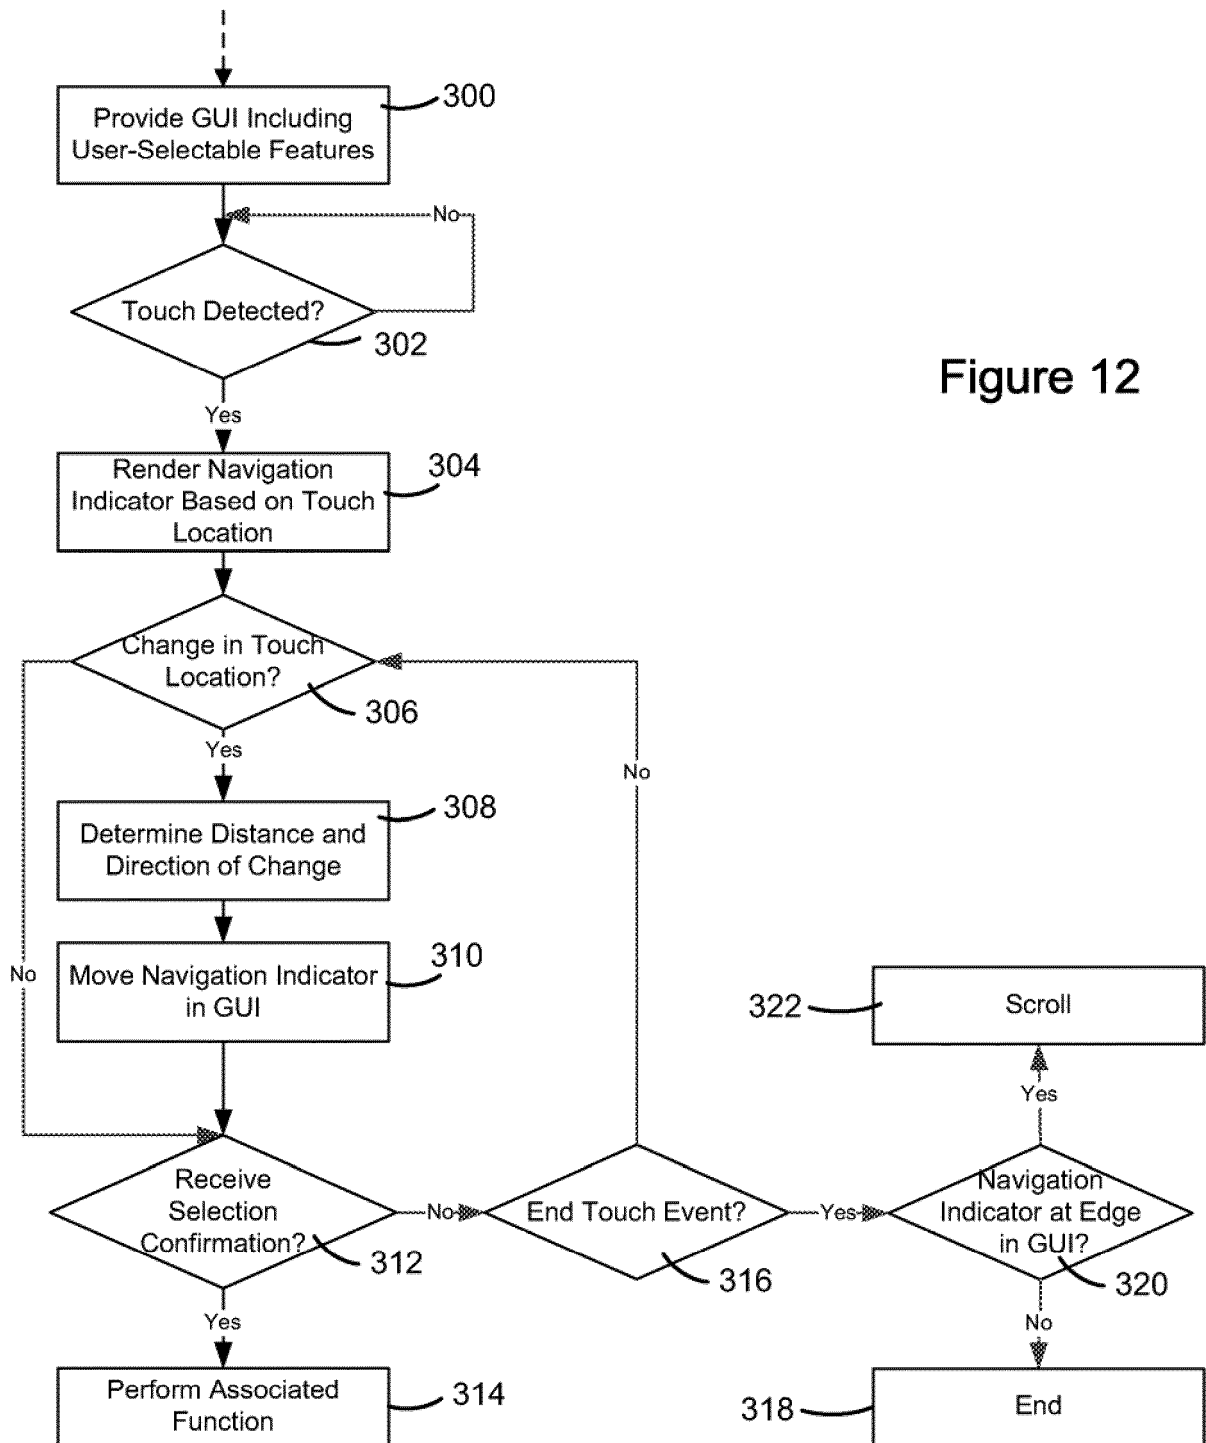 300
Provide GUI Including
User-Selectable Features
No
Touch Detected?
302
Figure 12
Yes
304
Render Navigation
Indicator Based on Touch
Location
Change in Touch
Location?
306
Yes
No
308
Determine Distance and
Direction of Change
310
Move Navigation Indicator
in GUI
No
322
Scroll
Yes
Receive
Selection
Confirmation?
312
No
End Touch Event?
316
Yes
Navigation
Indicator at Edge
in GUI?
320
Yes
No
Perform Associated
Function
314
318
End